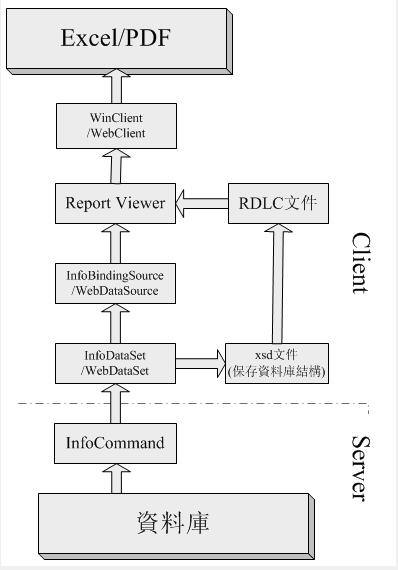 Excel/PDF
WinClient
/WebClient
Report Viewer
RDLC文件
InfoBindingSource
/WebDataSource
Client
InfoDataSet
/WebDataSet
xsd文件
(保存資料庫結構)
InfoCommand
Server
資料庫